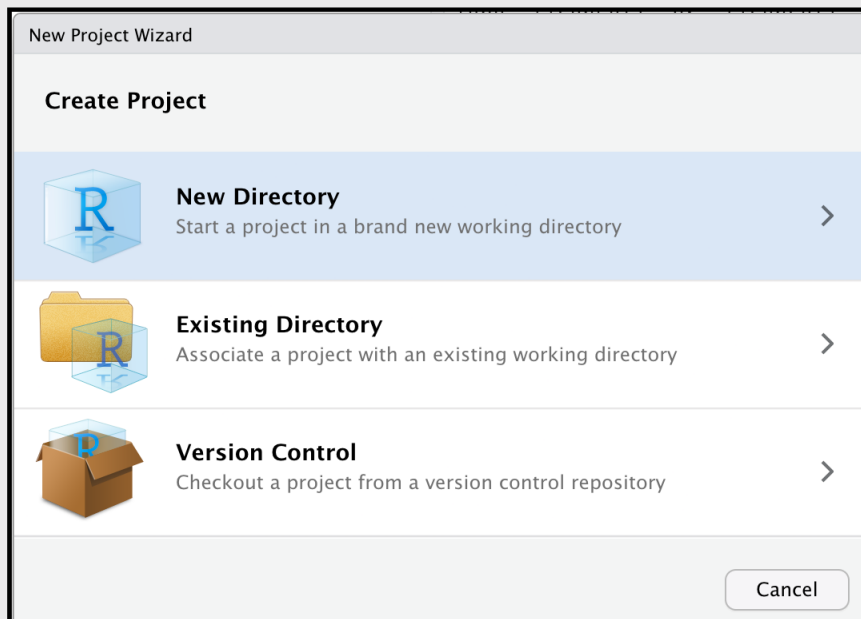 New Project Wizard
Create Project
R
New Directory
Start a project in a brand new working directory
R
Existing Directory
Associate a project with an existing working directory
R
Version Control
Checkout a project from a version control repository
Cancel